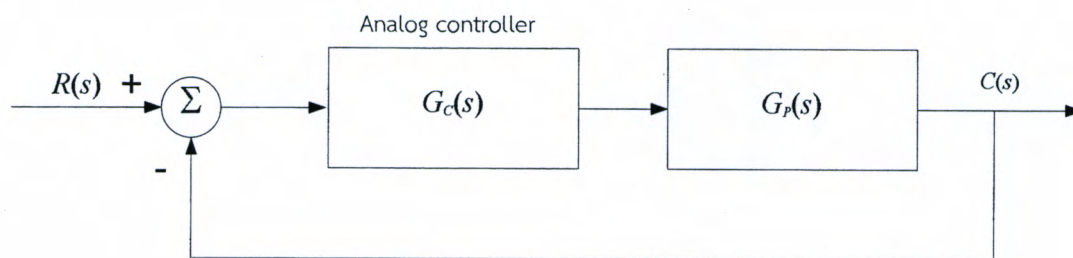 Analog controller
R(s) +
Σ
G_C(s)
G_P(s)
C(s)
-